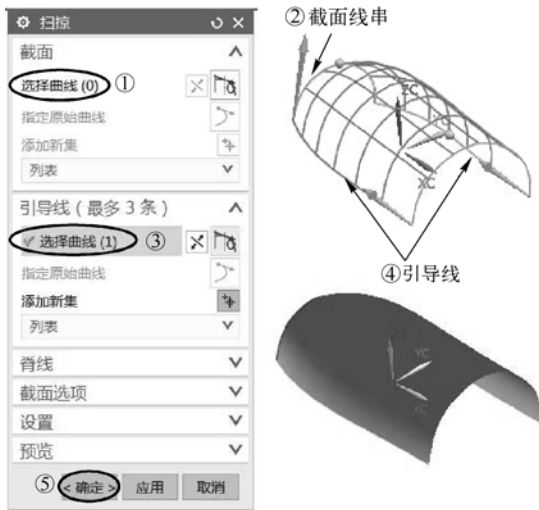 扫掠
截面
选择曲线 (0) ①
指定原始曲线
添加新集
列表
引导线 ( 最多 3 条 )
选择曲线 (1) ③
指定原始曲线
添加新集
列表
脊线
截面选项
设置
预览
⑤ < 确定 > 应用 取消
② 截面线串
ZC
XC
④引导线
YC
XC